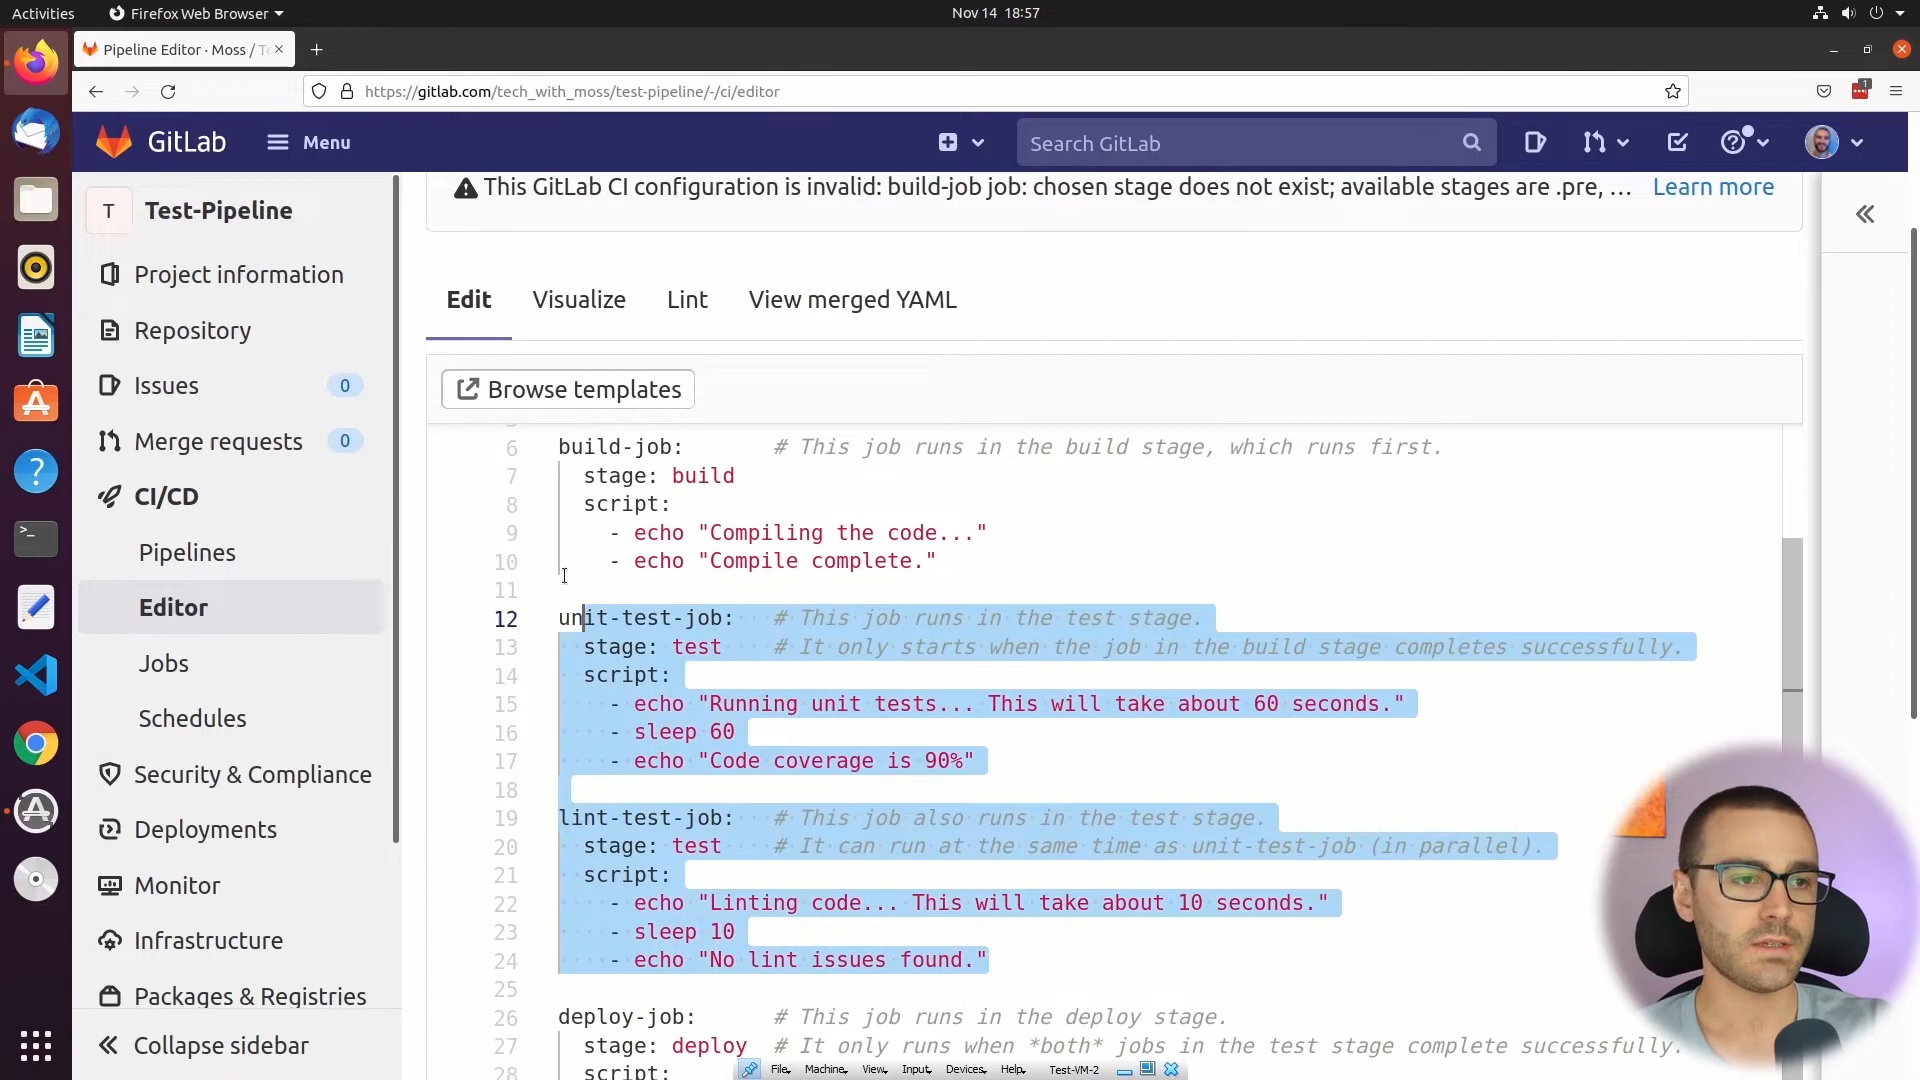 Activities
Firefox Web Browser
Nov 14 18:57
Pipeline Editor · Moss / Te
https://gitlab.com/tech_with_moss/test-pipeline/-/ci/editor
1
GitLab
Menu
Search GitLab
This GitLab CI configuration is invalid: build-job job: chosen stage does not exist; available stages are .pre, ... Learn more
T Test-Pipeline
Project information
Repository
Issues 0
Merge requests 0
CI/CD
Pipelines
Editor
Jobs
Schedules
Security & Compliance
Deployments
Monitor
Infrastructure
Packages & Registries
Collapse sidebar
Edit Visualize Lint View merged YAML
Browse templates
6 build-job: # This job runs in the build stage, which runs first.
7 stage: build
8 script:
9 - echo "Compiling the code..."
10 - echo "Compile complete."
11
12 unit-test-job: # This job runs in the test stage.
13 stage: test # It only starts when the job in the build stage completes successfully.
14 script:
15 - echo "Running unit tests... This will take about 60 seconds."
16 - sleep 60
17 - echo "Code coverage is 90%"
18
19 lint-test-job: # This job also runs in the test stage.
20 stage: test # It can run at the same time as unit-test-job (in parallel).
21 script:
22 - echo "Linting code... This will take about 10 seconds."
23 - sleep 10
24 - echo "No lint issues found."
25
26 deploy-job: # This job runs in the deploy stage.
27 stage: deploy # It only runs when *both* jobs in the test stage complete successfully.
28 script:
File Machine View Input Devices Help Test-VM-2